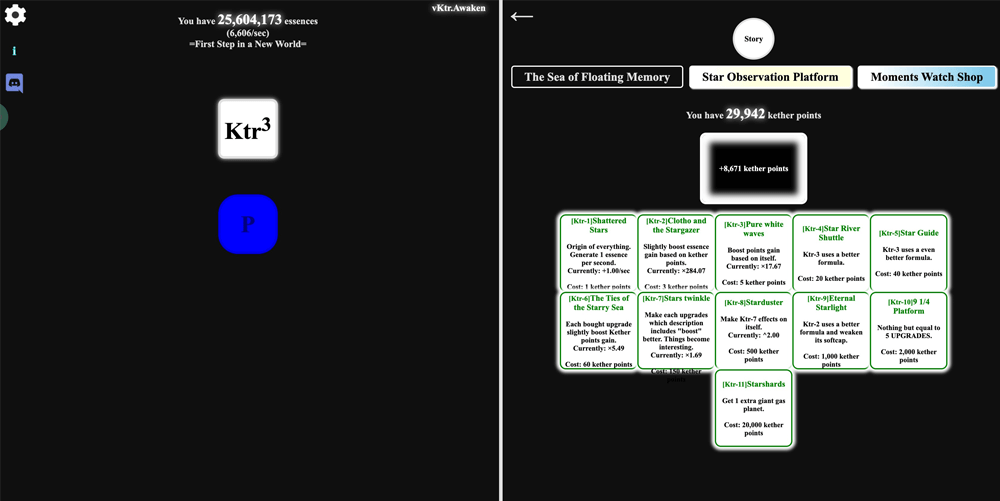 vKtr.Awaken
You have 25,604,173 essences
(6,606/sec)
=First Step in a New World=
i
Ktr³
P
Story
The Sea of Floating Memory
Star Observation Platform
Moments Watch Shop
You have 29,942 kether points
+8,671 kether points
[Ktr-1]Shattered
Stars
Origin of everything.
Generate 1 essence
per second.
Currently: +1.00/sec
Cost: 1 kether points
[Ktr-2]Clotho and
the Stargazer
Slightly boost essence
gain based on kether
points.
Currently: ×284.07
Cost: 3 kether points
[Ktr-3]Pure white
waves
Boost points gain
based on itself.
Currently: ×17.67
Cost: 5 kether points
[Ktr-4]Star River
Shuttle
Ktr-3 uses a better
formula.
Cost: 20 kether points
[Ktr-5]Star Guide
Ktr-3 uses a even
better formula.
Cost: 40 kether points
[Ktr-6]The Ties of
the Starry Sea
Each bought upgrade
slightly boost Kether
points gain.
Currently: ×5.49
Cost: 60 kether points
[Ktr-7]Stars twinkle
Make each upgrades
which description
includes "boost"
better. Things become
interesting.
Currently: ×1.69
Cost: 150 kether
points
[Ktr-8]Starduster
Make Ktr-7 effects on
itself.
Currently: ^2.00
Cost: 500 kether
points
[Ktr-9]Eternal
Starlight
Ktr-2 uses a better
formula and weaken
its softcap.
Cost: 1,000 kether
points
[Ktr-10]9 1/4
Platform
Nothing but equal to
5 UPGRADES.
Cost: 2,000 kether
points
[Ktr-11]Starshards
Get 1 extra giant gas
planet.
Cost: 20,000 kether
points